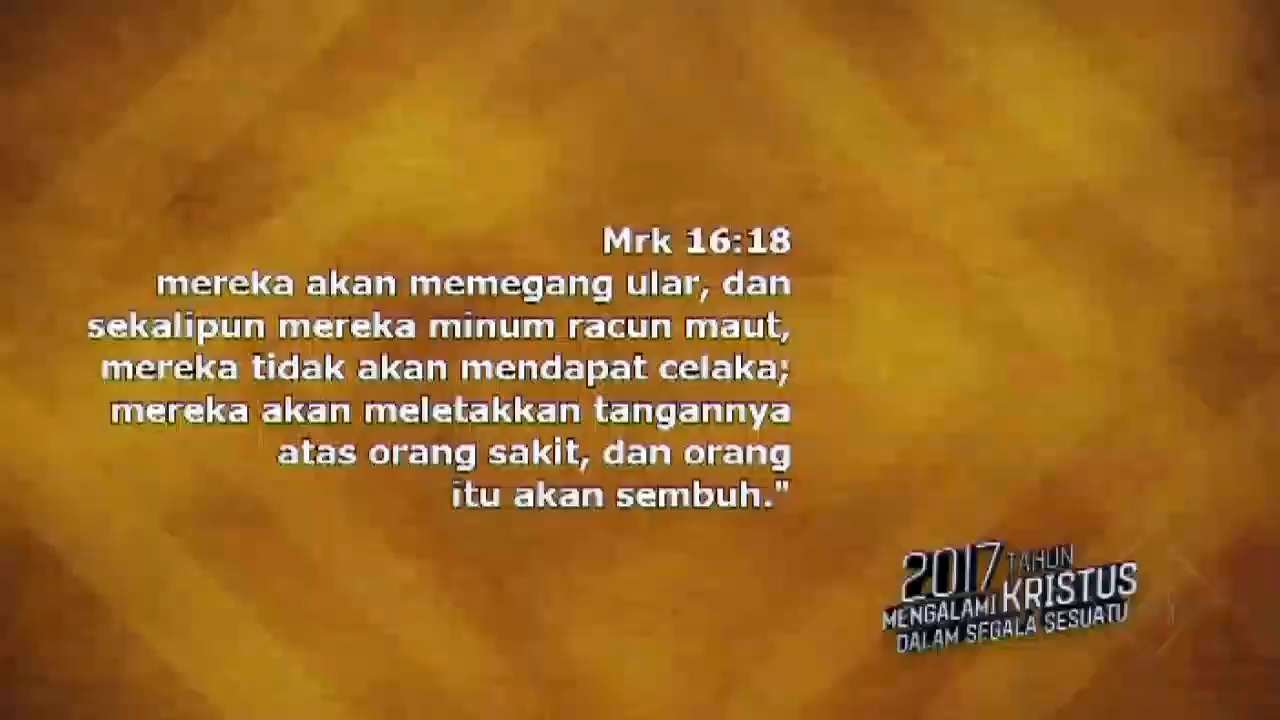 Mrk 16:18
mereka akan memegang ular, dan
sekalipun mereka minum racun maut,
mereka tidak akan mendapat celaka;
mereka akan meletakkan tangannya
atas orang sakit, dan orang
itu akan sembuh."
2017 TAHUN
MENGALAMI KRISTUS
DALAM SEGALA SESUATU